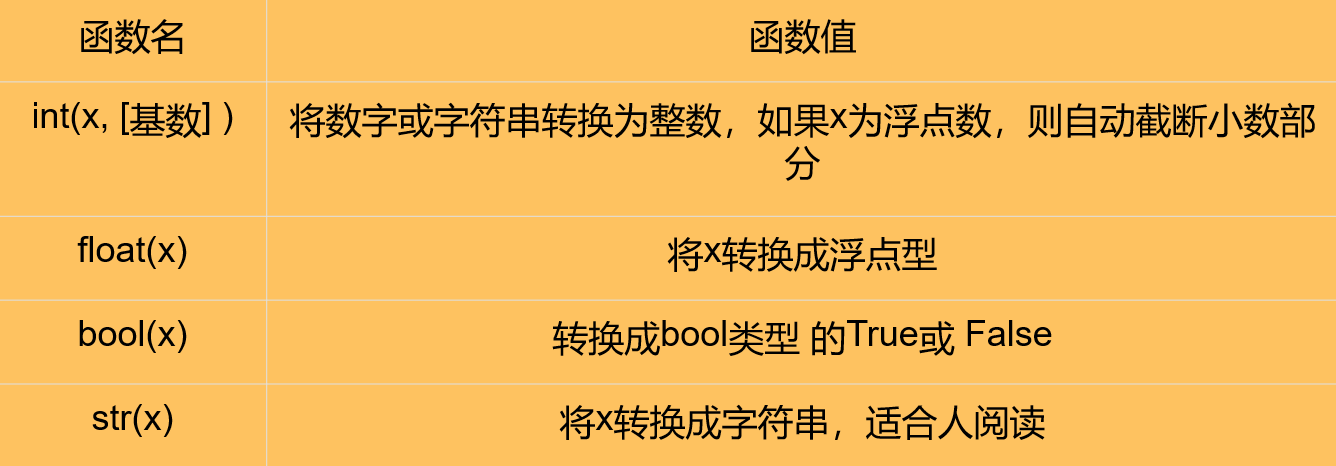 函数名
函数值
int(x, [基数] )
将数字或字符串转换为整数，如果x为浮点数，则自动截断小数部
分
float(x)
将x转换成浮点型
bool(x)
转换成bool类型 的True或 False
str(x)
将x转换成字符串，适合人阅读